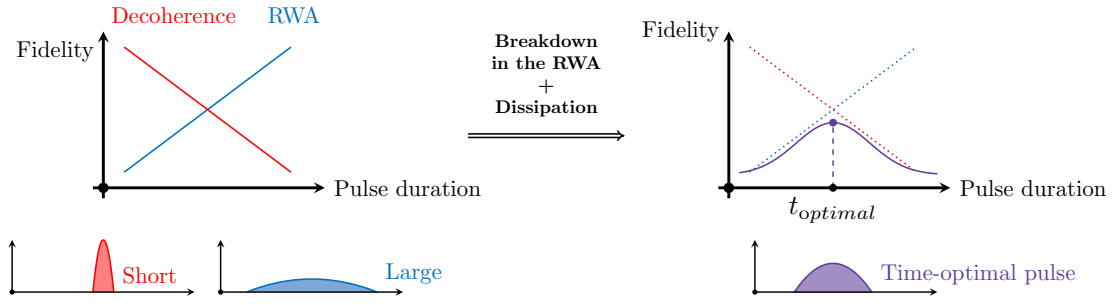 Decoherence
RWA
Fidelity
Pulse duration
Breakdown
in the RWA
+
Dissipation
Fidelity
Pulse duration
t_optimal
Short
Large
Time-optimal pulse